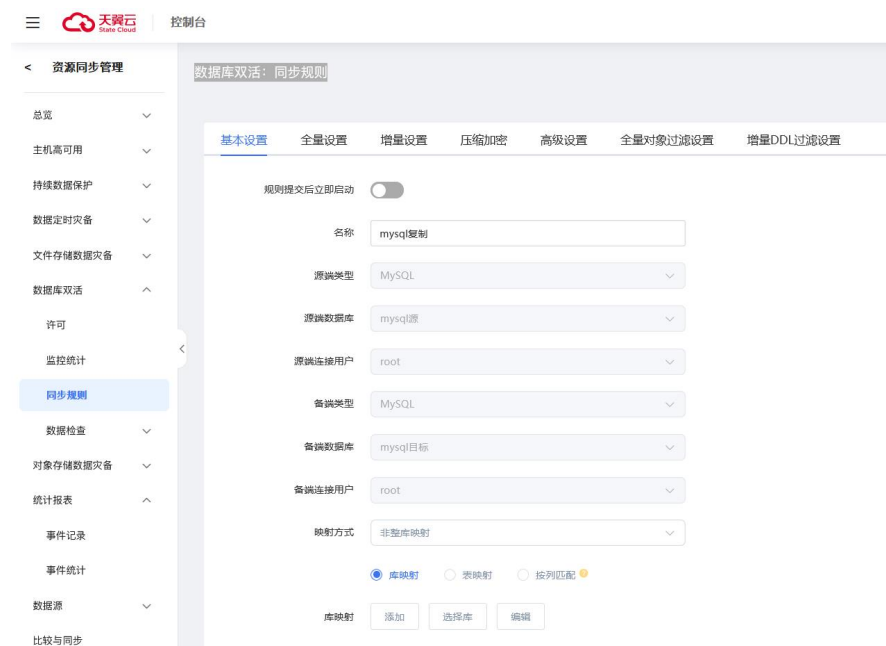 天翼云
State Cloud
控制台
< 资源同步管理
总览
主机高可用
持续数据保护
数据定时灾备
文件存储数据灾备
数据库双活
许可
监控统计
同步规则
数据检查
对象存储数据灾备
统计报表
事件记录
事件统计
数据源
比较与同步
数据库双活：同步规则
基本设置 全量设置 增量设置 压缩加密 高级设置 全量对象过滤设置 增量DDL过滤设置
规则提交后立即启动
名称 mysql复制
源端类型 MySQL
源端数据库 mysql源
源端连接用户 root
备端类型 MySQL
备端数据库 mysql目标
备端连接用户 root
映射方式 非整库映射
库映射 表映射 按列匹配 ?
库映射 添加 选择库 编辑